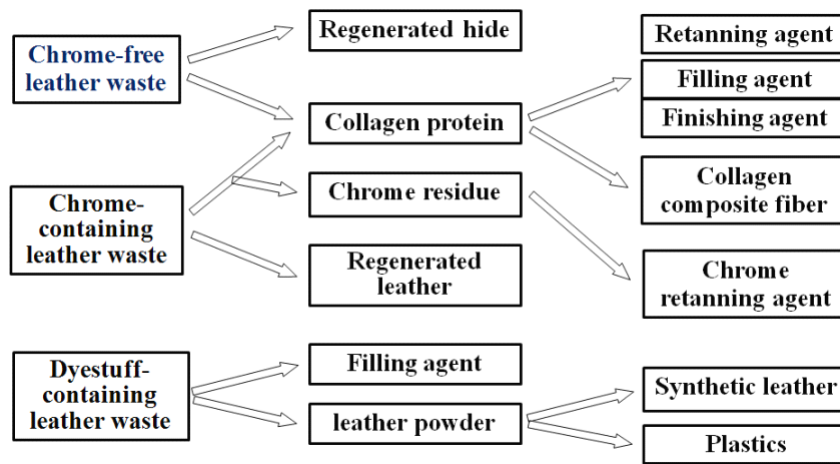 Chrome-free
leather waste
Chrome-
containing
leather waste
Dyestuff-
containing
leather waste
Regenerated hide
Collagen protein
Chrome residue
Regenerated
leather
Filling agent
leather powder
Retanning agent
Filling agent
Finishing agent
Collagen
composite fiber
Chrome
retanning agent
Synthetic leather
Plastics